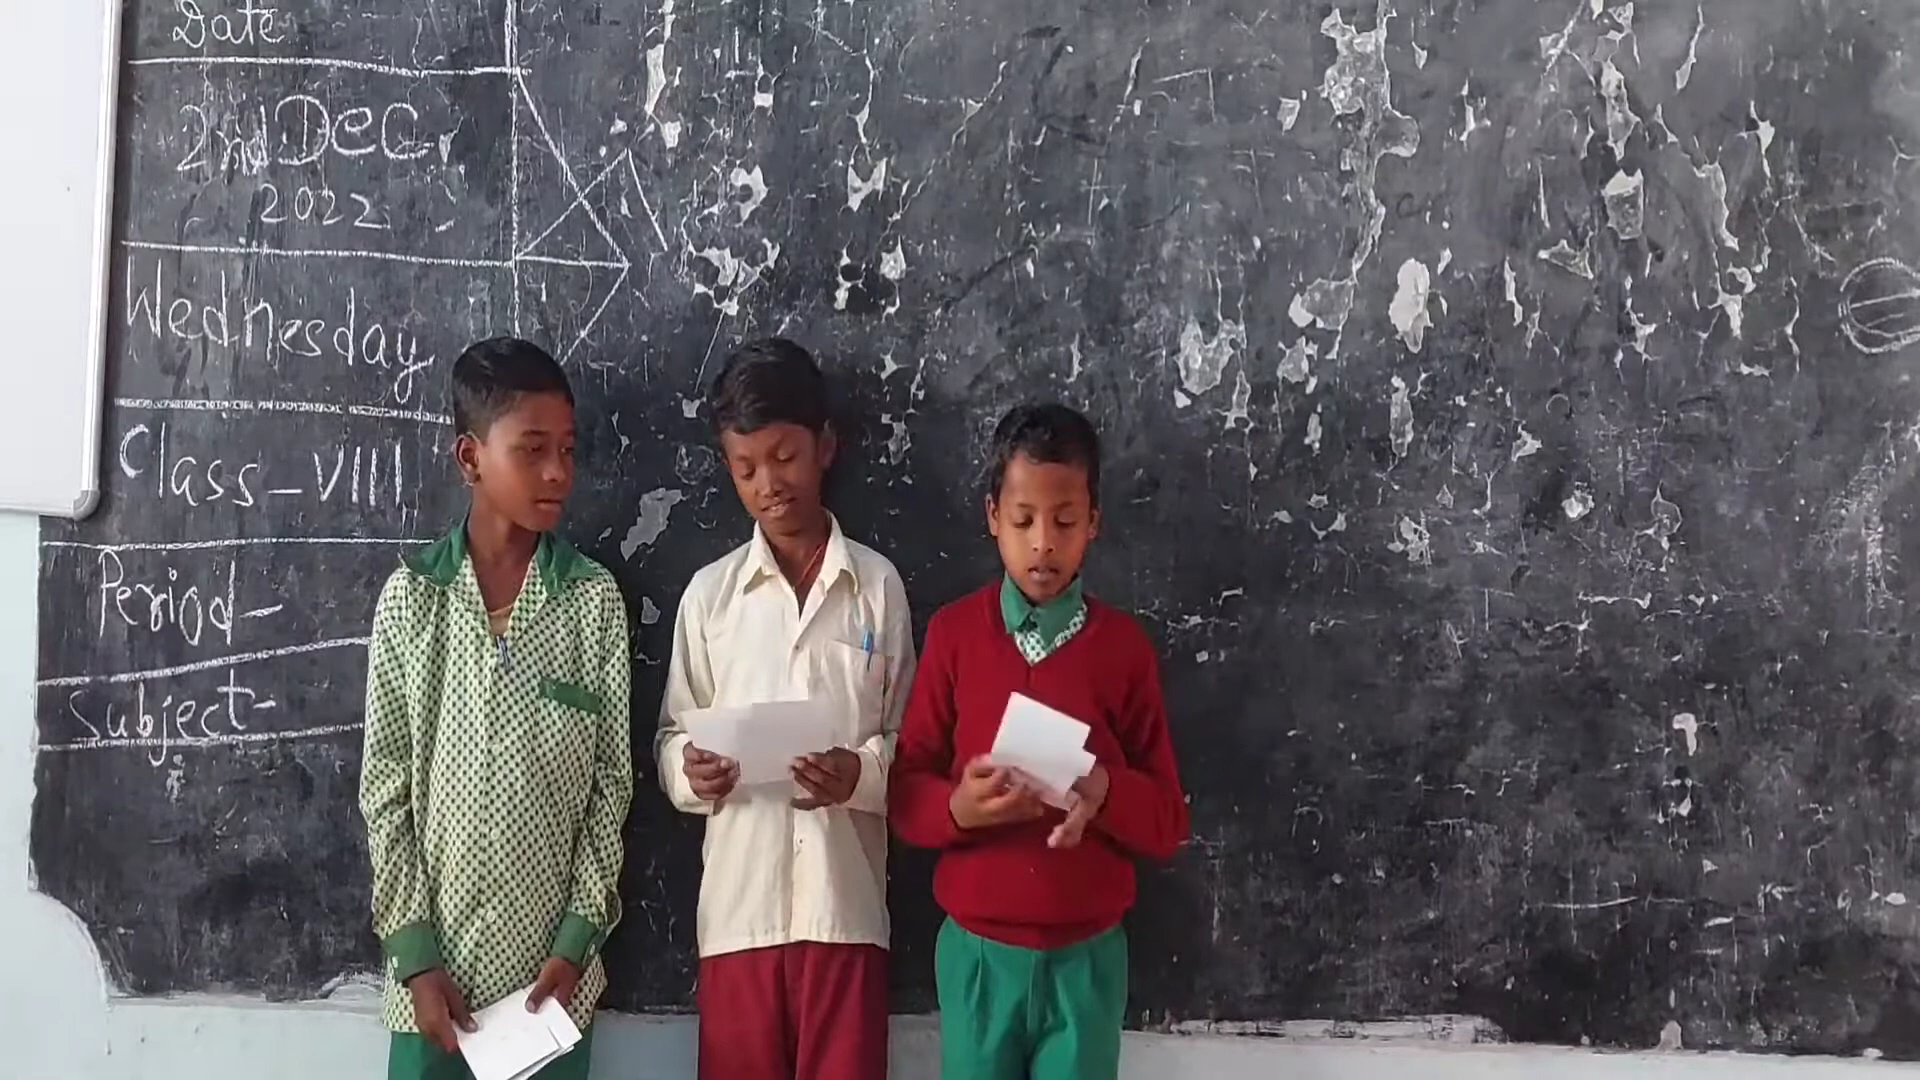 Date
2nd DEC,
2022
Wednesday
Class-VIII
Period-
Subject-